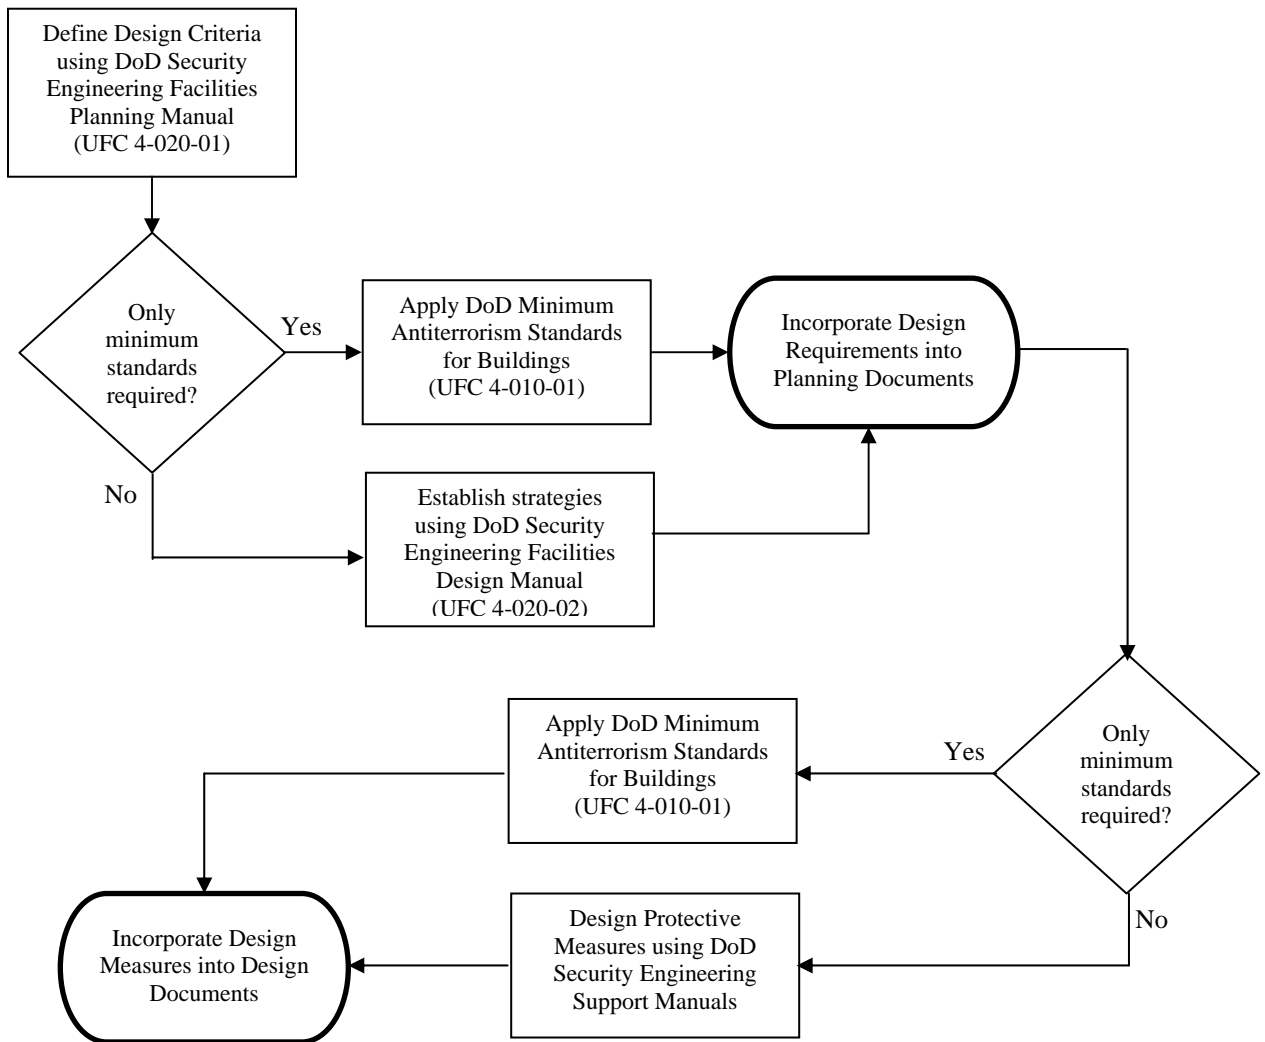 Define Design Criteria
using DoD Security
Engineering Facilities
Planning Manual
(UFC 4-020-01)
Only
minimum
standards
required?
Yes
Apply DoD Minimum
Antiterrorism Standards
for Buildings
(UFC 4-010-01)
Incorporate Design
Requirements into
Planning Documents
No
Establish strategies
using DoD Security
Engineering Facilities
Design Manual
(UFC 4-020-02)
Only
minimum
standards
required?
Yes
Apply DoD Minimum
Antiterrorism Standards
for Buildings
(UFC 4-010-01)
No
Design Protective
Measures using DoD
Security Engineering
Support Manuals
Incorporate Design
Measures into Design
Documents